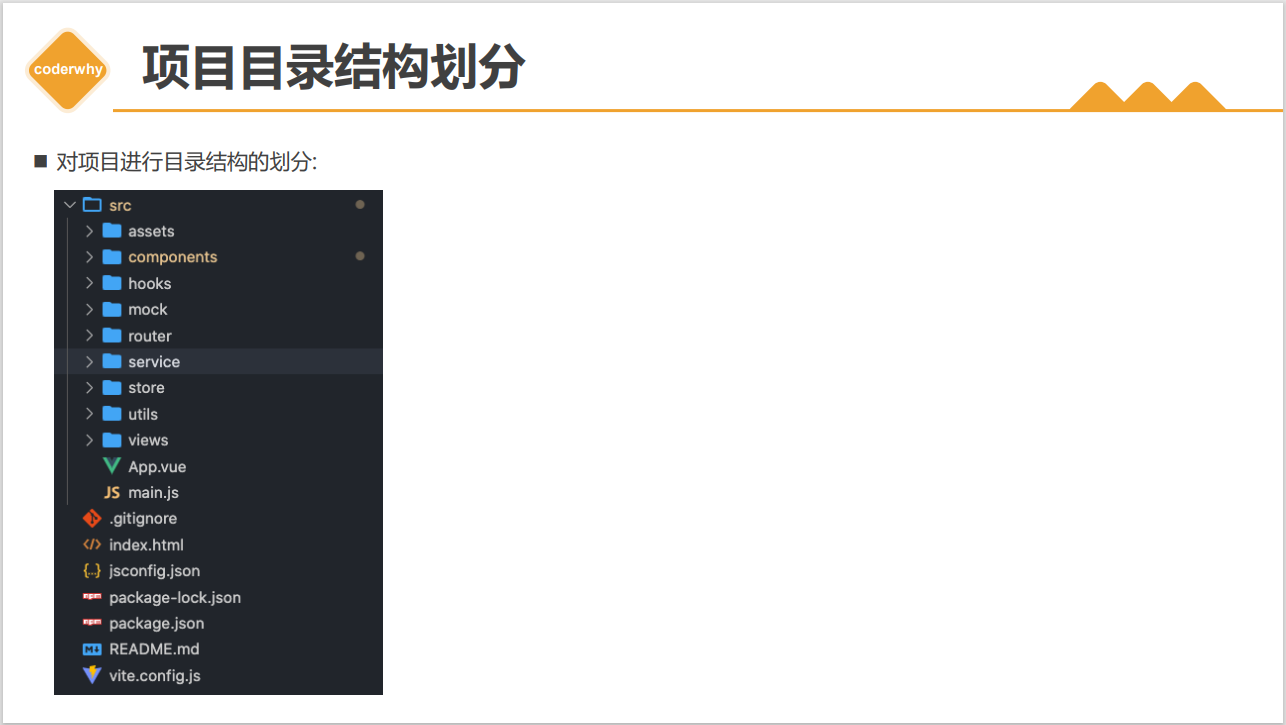 coderwhy
项目目录结构划分
对项目进行目录结构的划分:
src
assets
components
hooks
mock
router
service
store
utils
views
App.vue
JS main.js
.gitignore
index.html
jsconfig.json
package-lock.json
package.json
README.md
vite.config.js